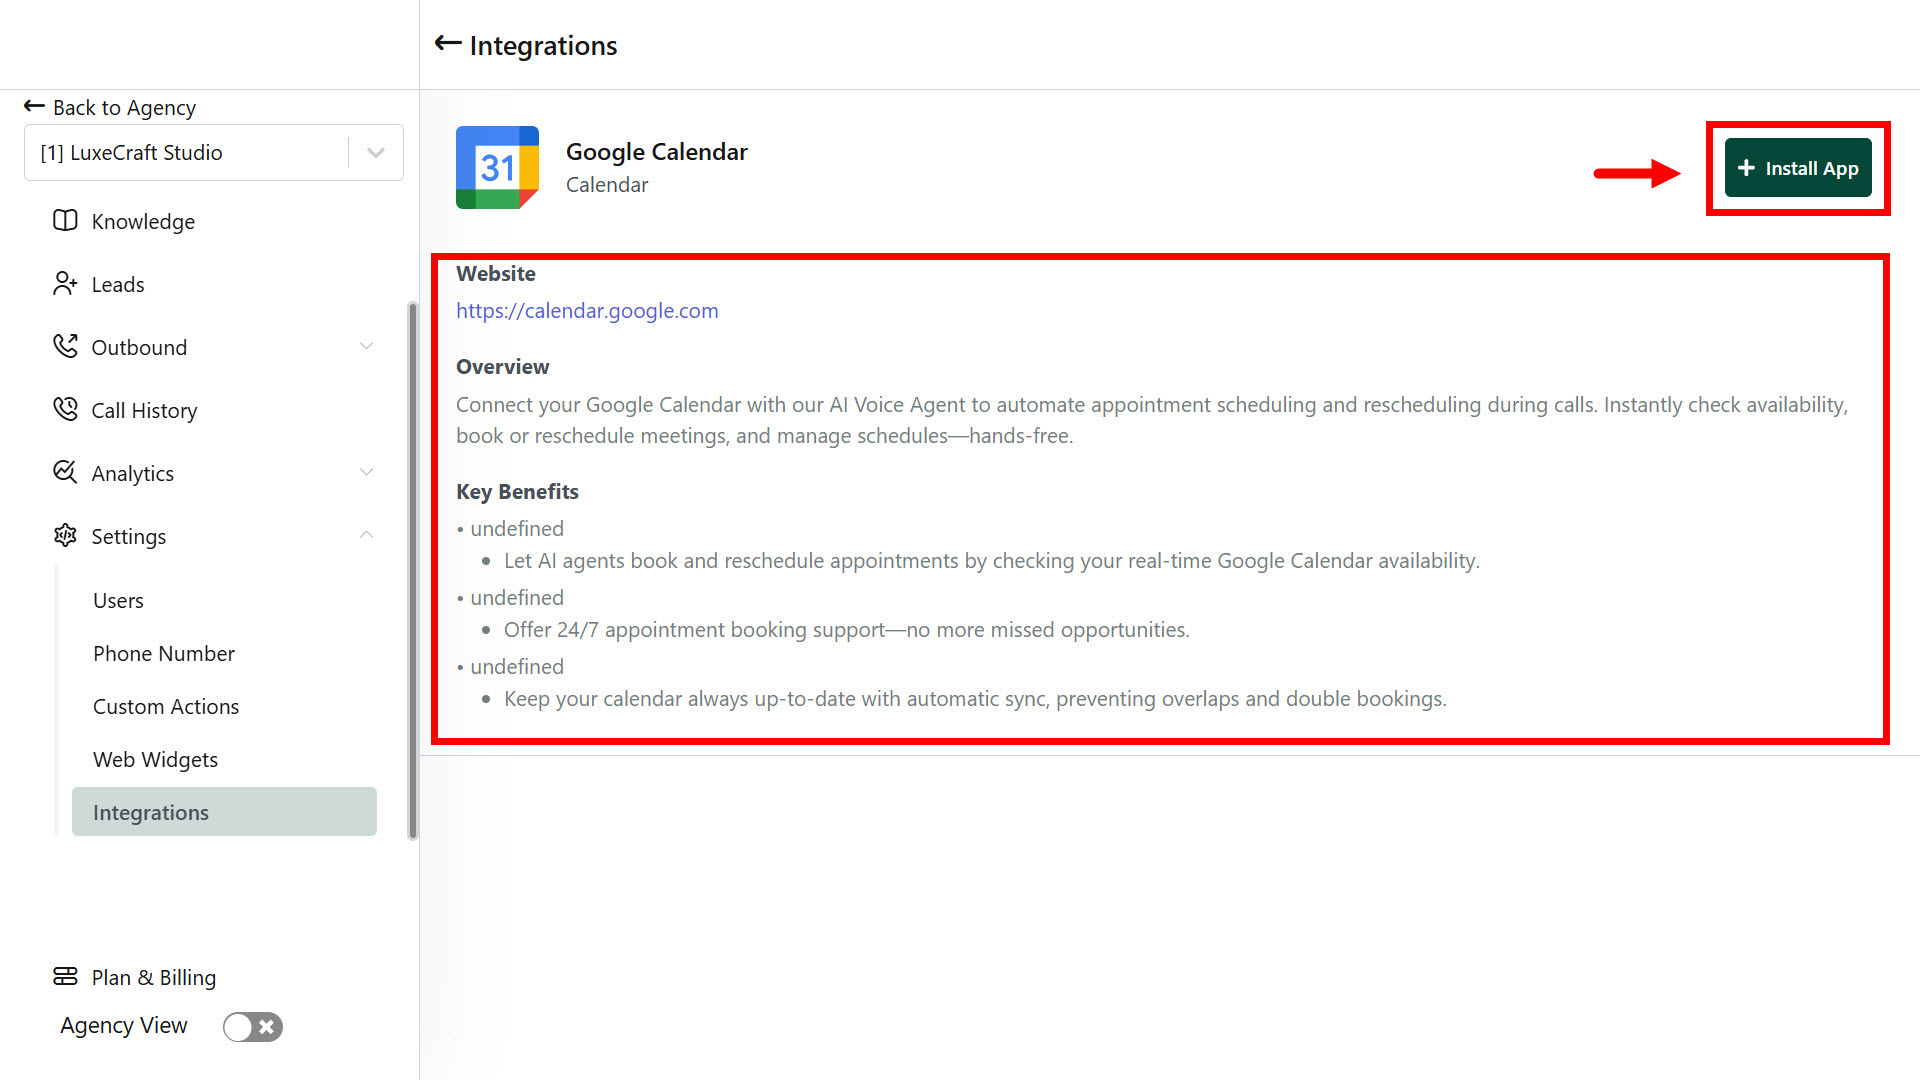 ← Integrations
← Back to Agency
[1] LuxeCraft Studio
Knowledge
Leads
Outbound
Call History
Analytics
Settings
Users
Phone Number
Custom Actions
Web Widgets
Integrations
Plan & Billing
Agency View
31
Google Calendar
Calendar
+ Install App
Website
https://calendar.google.com
Overview
Connect your Google Calendar with our AI Voice Agent to automate appointment scheduling and rescheduling during calls. Instantly check availability,
book or reschedule meetings, and manage schedules—hands-free.
Key Benefits
• undefined
• Let AI agents book and reschedule appointments by checking your real-time Google Calendar availability.
• undefined
• Offer 24/7 appointment booking support—no more missed opportunities.
• undefined
• Keep your calendar always up-to-date with automatic sync, preventing overlaps and double bookings.